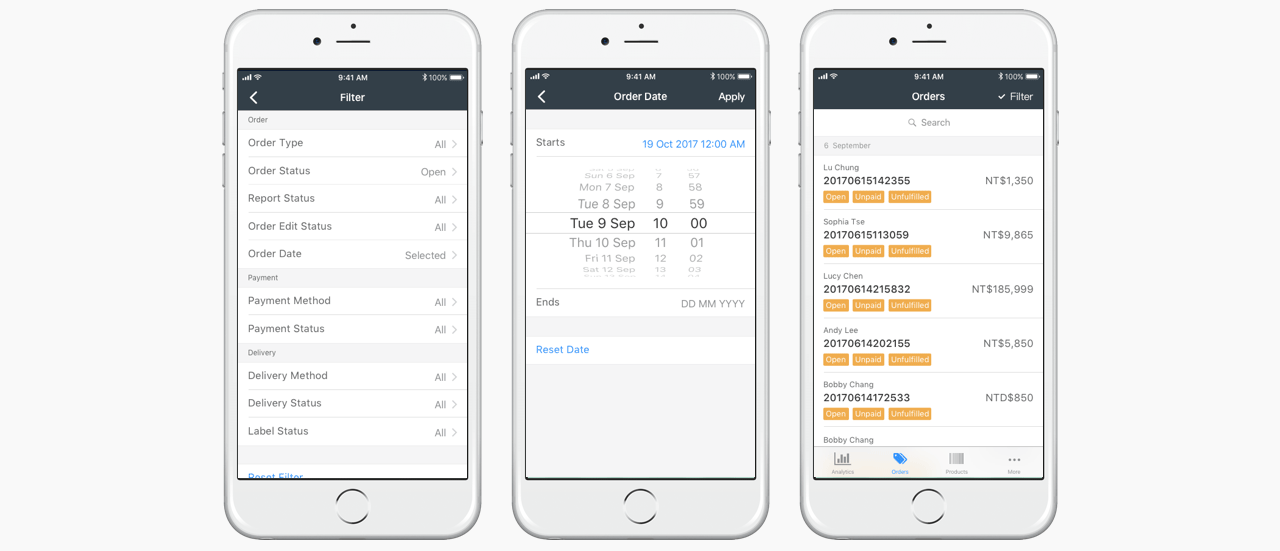 9:41 AM 100%
Filter
Order
Order Type All
Order Status Open
Report Status All
Order Edit Status All
Order Date Selected
Payment
Payment Method All
Payment Status All
Delivery
Delivery Method All
Delivery Status All
Label Status All
Reset Filter
9:41 AM 100%
Order Date Apply
Starts 19 Oct 2017 12:00 AM
Sun 6 Sep 7 57
Mon 7 Sep 8 58
Tue 8 Sep 9 59
Tue 9 Sep 10 00
Thu 10 Sep 11 01
Fri 11 Sep 12 02
Sat 12 Sep 13 03
Ends DD MM YYYY
Reset Date
9:41 AM 100%
Orders Filter
Search
6 September
Lu Chung
20170615142355 NT$1,350
Open Unpaid Unfulfilled
Sophia Tse
20170615113059 NT$9,865
Open Unpaid Unfulfilled
Lucy Chen
20170614215832 NT$185,999
Open Unpaid Unfulfilled
Andy Lee
20170614202155 NT$5,850
Open Unpaid Unfulfilled
Bobby Chang
20170614172533 NTD$850
Open Unpaid Unfulfilled
Bobby Chang
Analytics Orders Products More